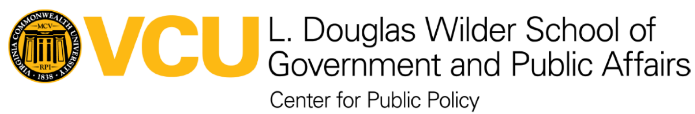 VIRGINIA COMMONWEALTH UNIVERSITY
MCV
RPI
· 1838 ·
VCU
L. Douglas Wilder School of
Government and Public Affairs
Center for Public Policy